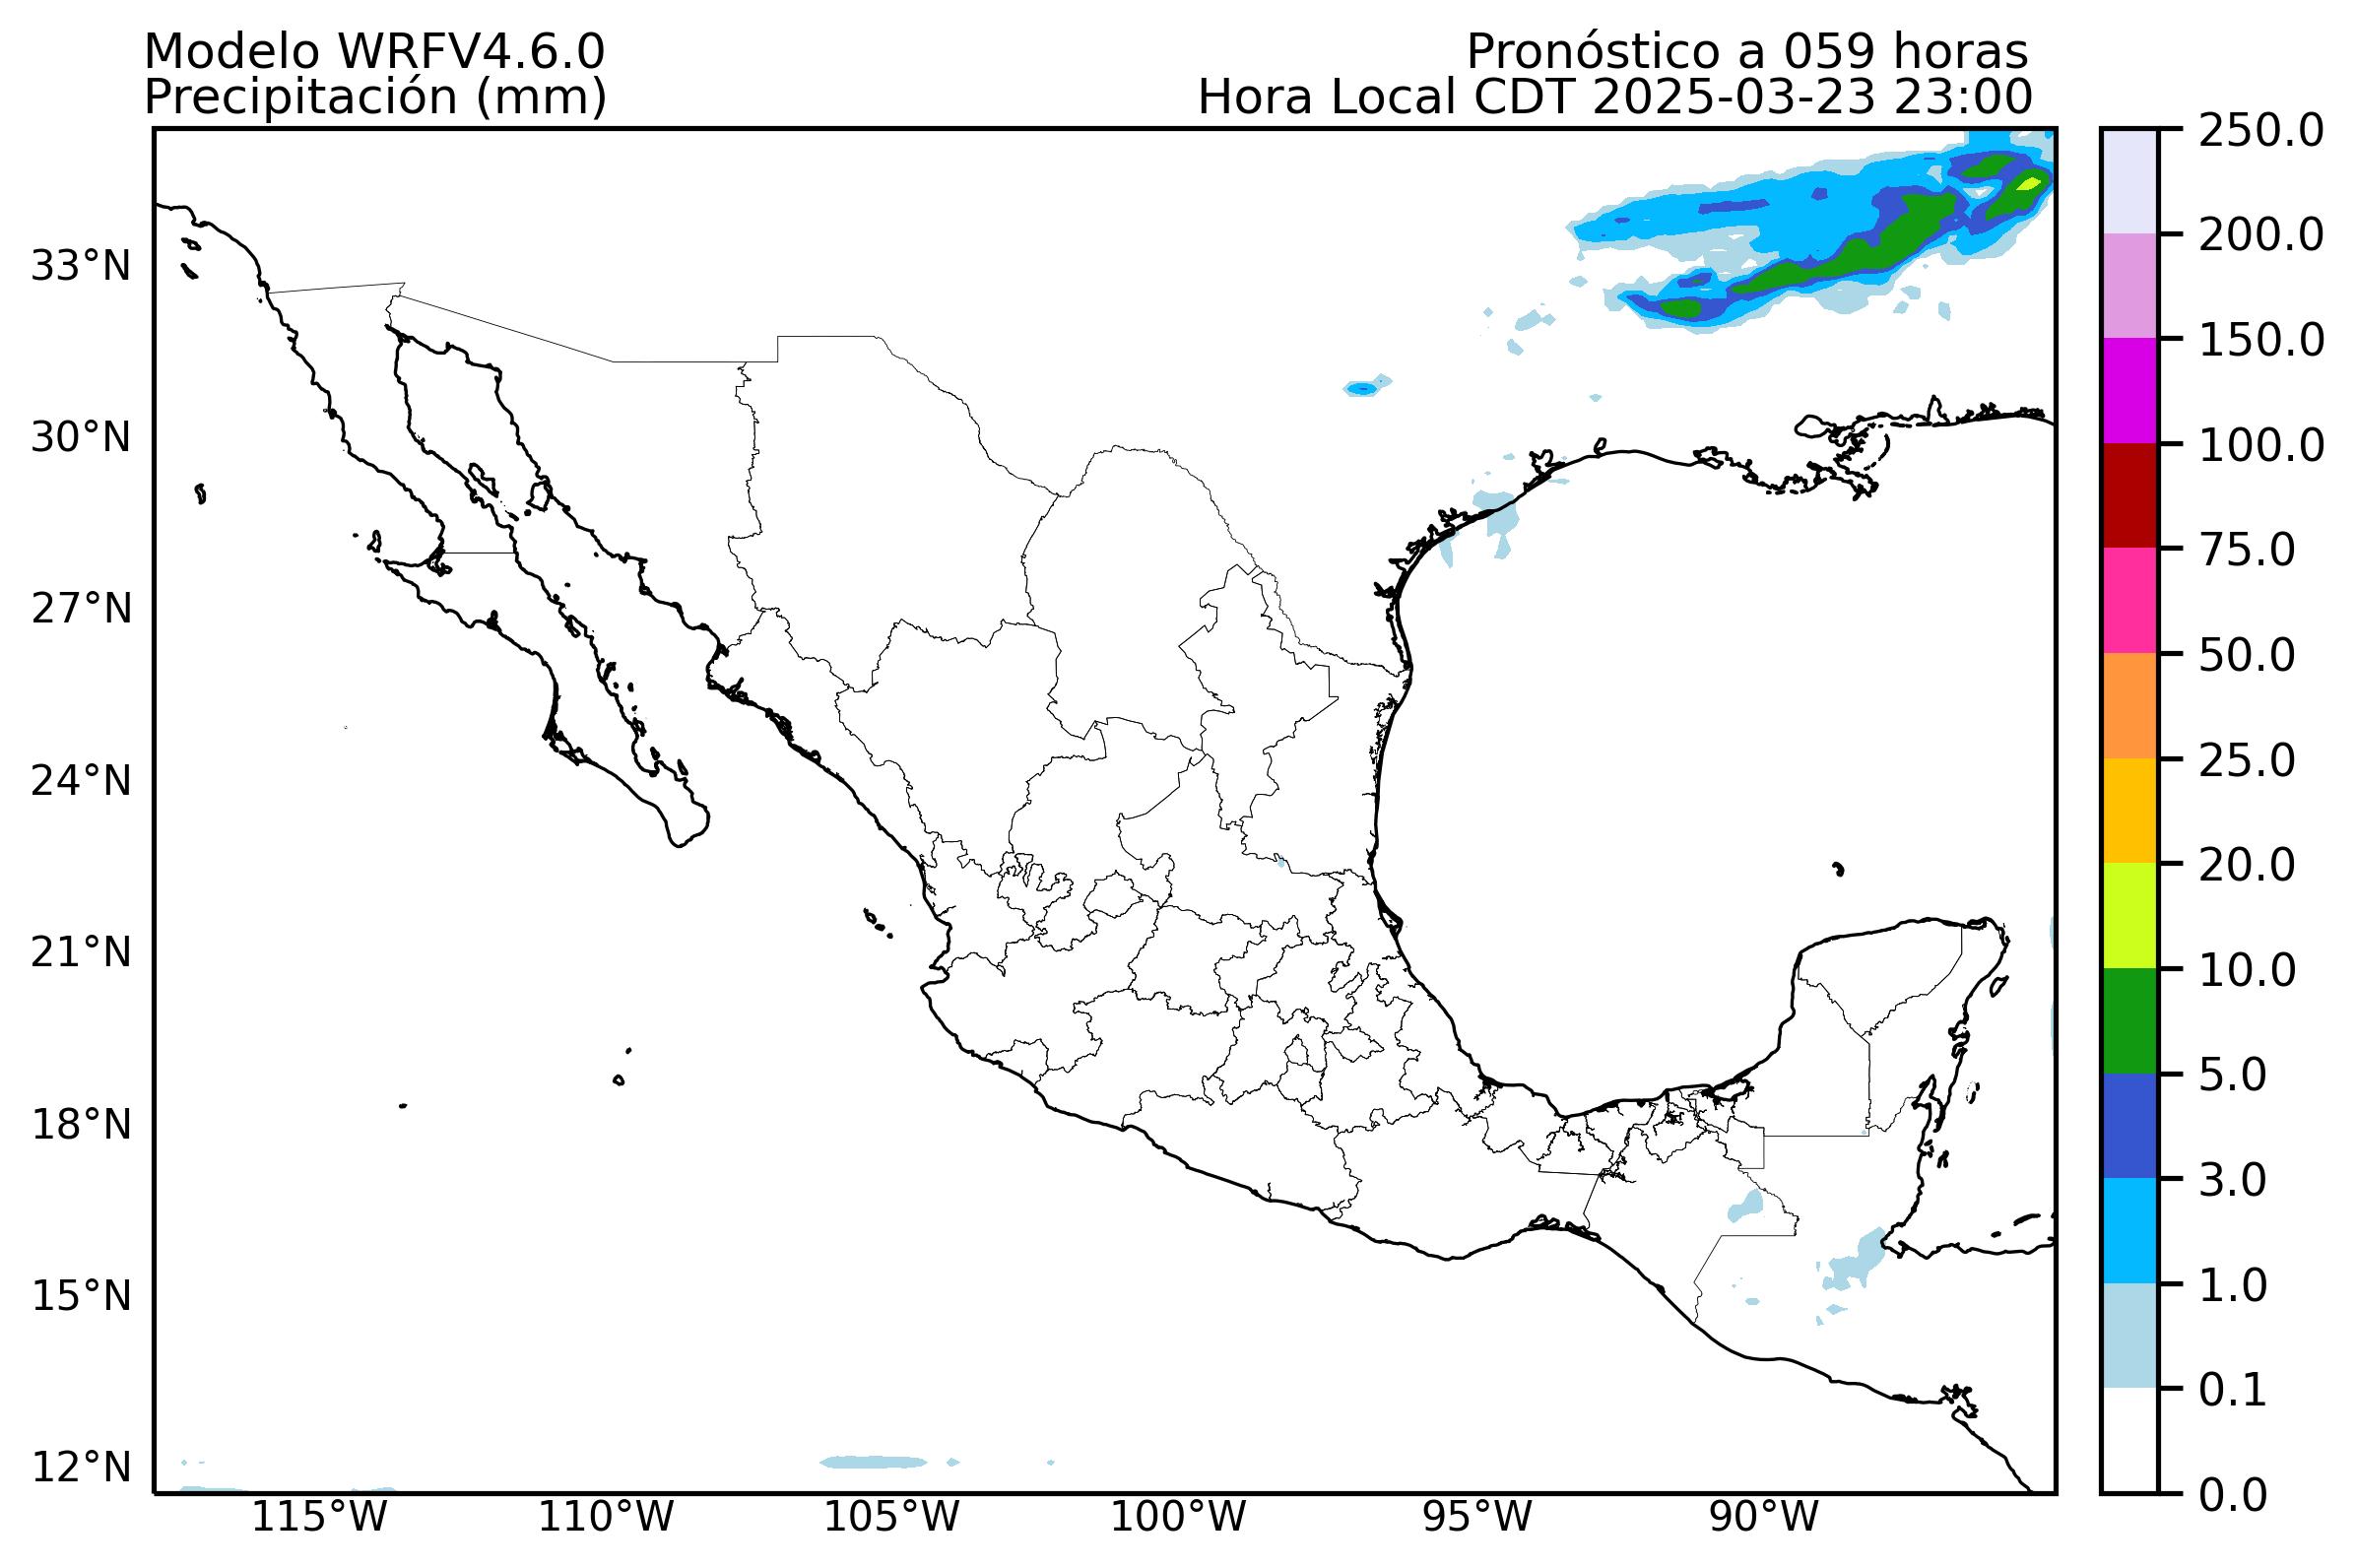 Modelo WRFV4.6.0
Precipitación (mm)
Pronóstico a 059 horas
Hora Local CDT 2025-03-23 23:00
33°N
30°N
27°N
24°N
21°N
18°N
15°N
12°N
115°W
110°W
105°W
100°W
95°W
90°W
250.0
200.0
150.0
100.0
75.0
50.0
25.0
20.0
10.0
5.0
3.0
1.0
0.1
0.0